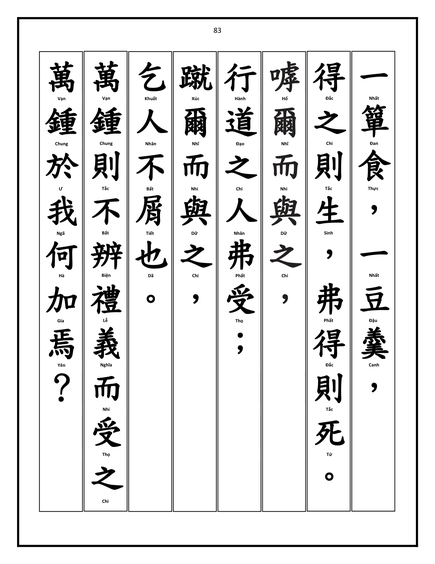 83
一簞食,一豆羹,
Nhất Đan Thực Nhất Đậu Canh
得之則生,弗得則死。
Đắc Chi Tắc Sinh Phất Đắc Tắc Tử
嘑爾而與之,
Hô Nhĩ Nhi Dữ Chi
行道之人弗受;
Hành Đạo Chi Nhân Phất Thọ
蹴爾而與之,
Xúc Nhĩ Nhi Dữ Chi
乞人不屑也。
Khuất Nhân Bất Tiết Dã
萬鍾則不辨禮義而受之
Vạn Chung Tắc Bất Biện Lễ Nghĩa Nhi Thọ Chi
萬鍾於我何加焉?
Vạn Chung Ư Ngã Hà Gia Yên